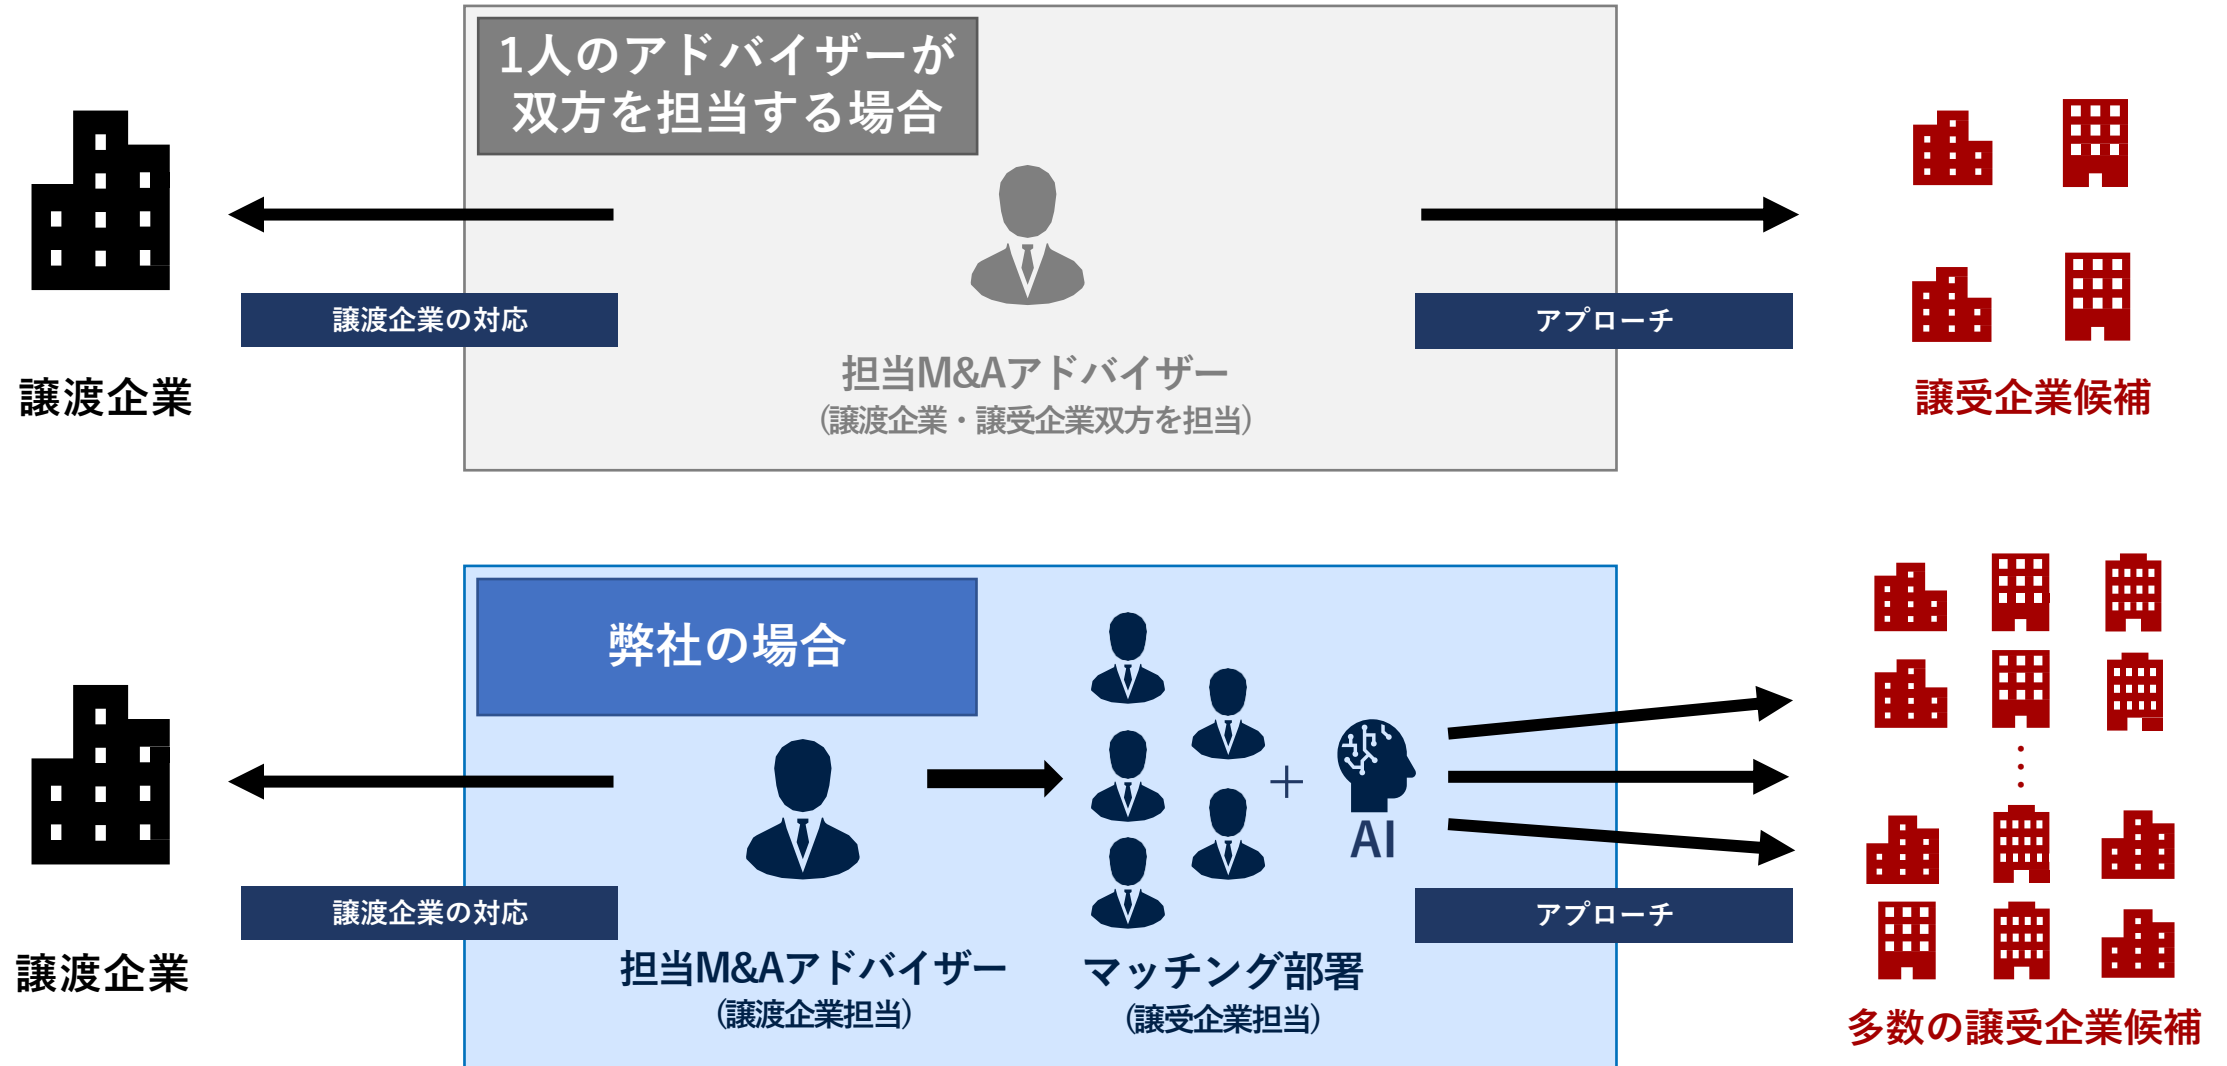 1人のアドバイザーが
双方を担当する場合
譲渡企業の対応
アプローチ
担当M&Aアドバイザー
(譲渡企業・譲受企業双方を担当)
譲渡企業
譲受企業候補
弊社の場合
+
AI
譲渡企業の対応
アプローチ
担当M&Aアドバイザー
(譲渡企業担当)
マッチング部署
(譲受企業担当)
譲渡企業
多数の譲受企業候補